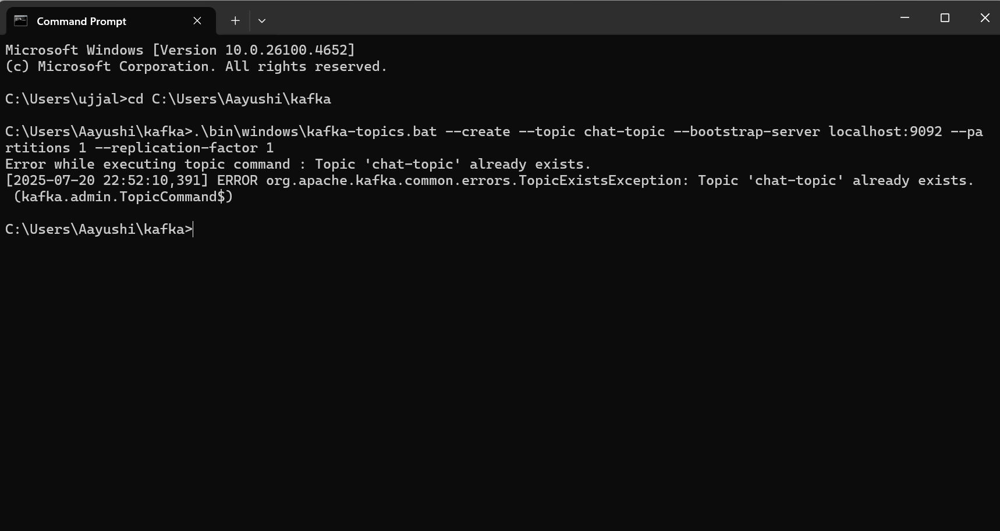 Command Prompt
Microsoft Windows [Version 10.0.26100.4652]
(c) Microsoft Corporation. All rights reserved.
C:\Users\ujjal>cd C:\Users\Aayushi\kafka
C:\Users\Aayushi\kafka>.\bin\windows\kafka-topics.bat --create --topic chat-topic --bootstrap-server localhost:9092 --pa
rtitions 1 --replication-factor 1
Error while executing topic command : Topic 'chat-topic' already exists.
[2025-07-20 22:52:10,391] ERROR org.apache.kafka.common.errors.TopicExistsException: Topic 'chat-topic' already exists.
 (kafka.admin.TopicCommand$)
C:\Users\Aayushi\kafka>